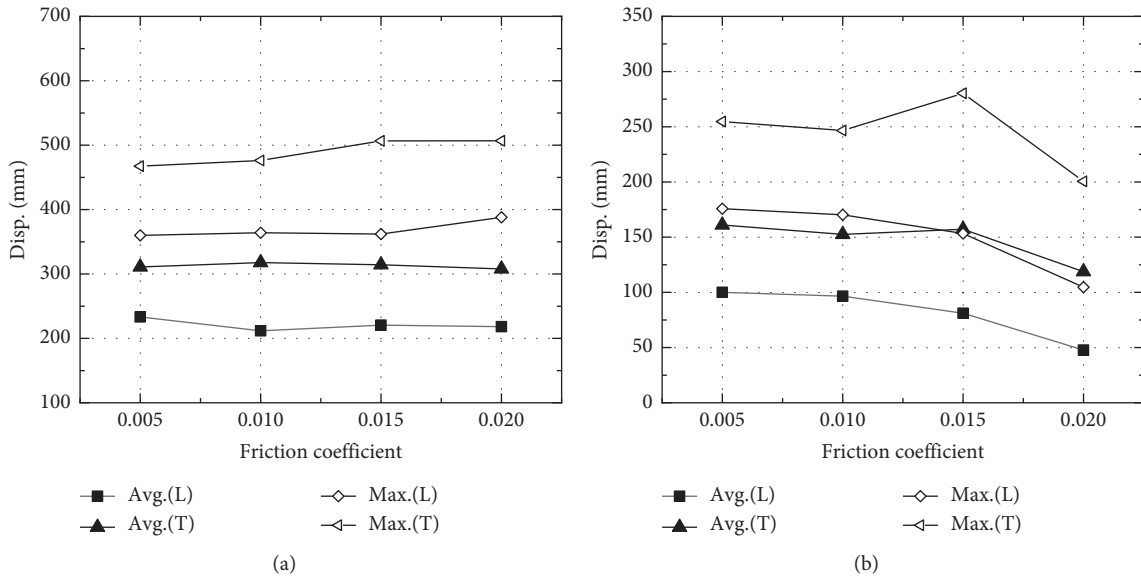 700
600
500
400
300
200
100
Disp. (mm)
0.005 0.010 0.015 0.020
Friction coefficient
Avg.(L) Max.(L)
Avg.(T) Max.(T)
(a)
350
300
250
200
150
100
50
0
Disp. (mm)
0.005 0.010 0.015 0.020
Friction coefficient
Avg.(L) Max.(L)
Avg.(T) Max.(T)
(b)